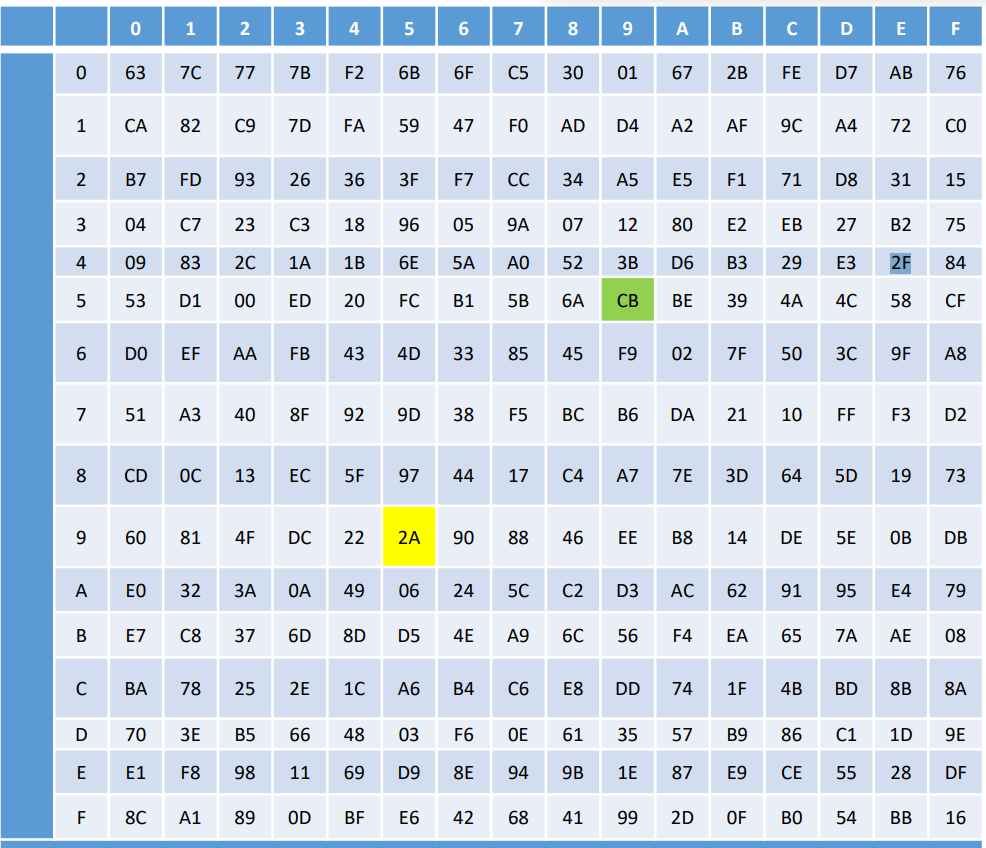 0 1 2 3 4 5 6 7 8 9 A B C D E F
0 63 7C 77 7B F2 6B 6F C5 30 01 67 2B FE D7 AB 76
1 CA 82 C9 7D FA 59 47 F0 AD D4 A2 AF 9C A4 72 C0
2 B7 FD 93 26 36 3F F7 CC 34 A5 E5 F1 71 D8 31 15
3 04 C7 23 C3 18 96 05 9A 07 12 80 E2 EB 27 B2 75
4 09 83 2C 1A 1B 6E 5A A0 52 3B D6 B3 29 E3 2F 84
5 53 D1 00 ED 20 FC B1 5B 6A CB BE 39 4A 4C 58 CF
6 D0 EF AA FB 43 4D 33 85 45 F9 02 7F 50 3C 9F A8
7 51 A3 40 8F 92 9D 38 F5 BC B6 DA 21 10 FF F3 D2
8 CD 0C 13 EC 5F 97 44 17 C4 A7 7E 3D 64 5D 19 73
9 60 81 4F DC 22 2A 90 88 46 EE B8 14 DE 5E 0B DB
A E0 32 3A 0A 49 06 24 5C C2 D3 AC 62 91 95 E4 79
B E7 C8 37 6D 8D D5 4E A9 6C 56 F4 EA 65 7A AE 08
C BA 78 25 2E 1C A6 B4 C6 E8 DD 74 1F 4B BD 8B 8A
D 70 3E B5 66 48 03 F6 0E 61 35 57 B9 86 C1 1D 9E
E E1 F8 98 11 69 D9 8E 94 9B 1E 87 E9 CE 55 28 DF
F 8C A1 89 0D BF E6 42 68 41 99 2D 0F B0 54 BB 16